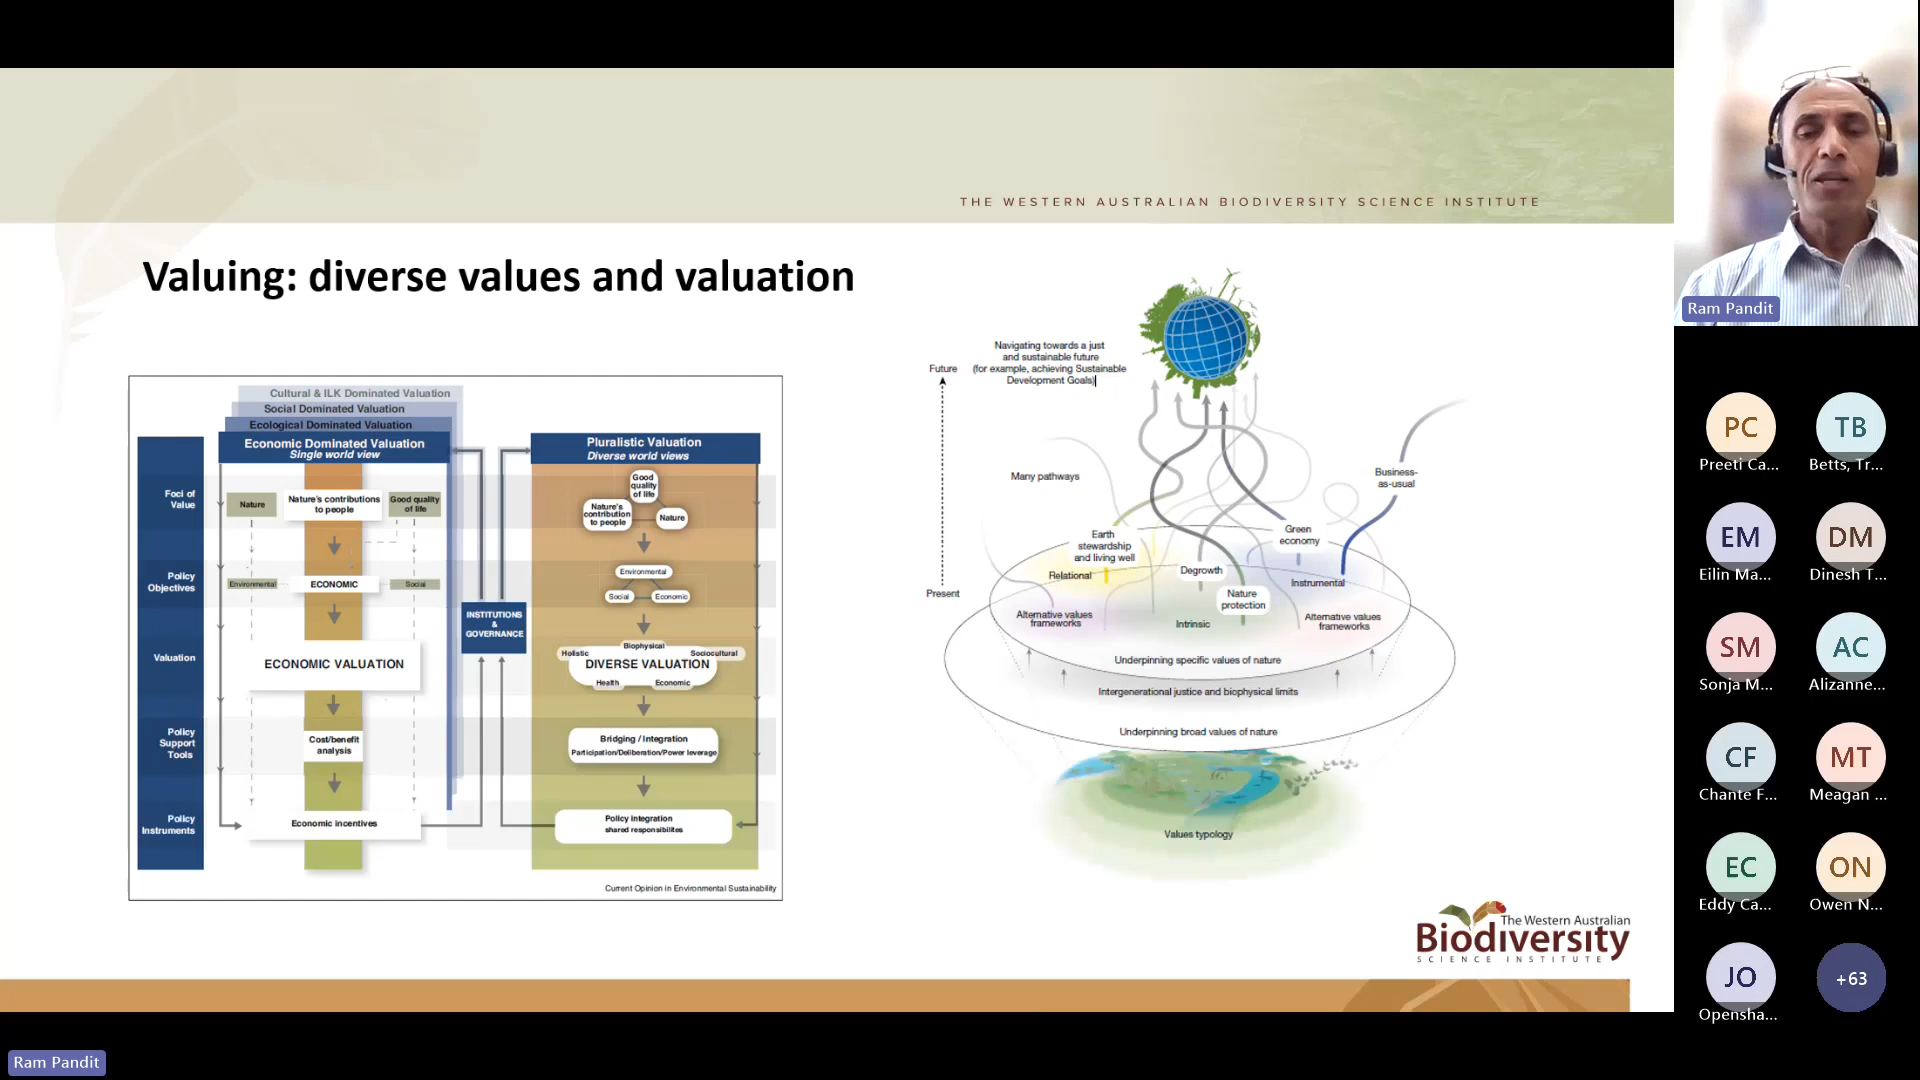 THE WESTERN AUSTRALIAN BIODIVERSITY SCIENCE INSTITUTE
Valuing: diverse values and valuation
Cultural & ILK Dominated Valuation
Social Dominated Valuation
Ecological Dominated Valuation
Economic Dominated Valuation
Single world view
Pluralistic Valuation
Diverse world views
Foci of
Value
Nature
Nature's contributions
to people
Good quality
of life
Good
quality
of life
Nature's
contribution
to people
Nature
Policy
Objectives
Environmental
ECONOMIC
Social
Environmental
Social
Economic
INSTITUTIONS
&
GOVERNANCE
Valuation
ECONOMIC VALUATION
Biophysical
Holistic
Sociocultural
DIVERSE VALUATION
Health
Economic
Policy
Support
Tools
Cost/benefit
analysis
Bridging / Integration
Participation/Deliberation/Power leverage
Policy
Instruments
Economic incentives
Policy integration
shared responsibilites
Current Opinion in Environmental Sustainability
Future
Navigating towards a just
and sustainable future
(for example, achieving Sustainable
Development Goals)
Many pathways
Business-
as-usual
Earth
stewardship
and living well
Green
economy
Relational
Degrowth
Instrumental
Present
Nature
protection
Alternative values
frameworks
Intrinsic
Alternative values
frameworks
Underpinning specific values of nature
Intergenerational justice and biophysical limits
Underpinning broad values of nature
Values typology
The Western Australian
Biodiversity
SCIENCE INSTITUTE
Ram Pandit
PC
Preeti Ca...
TB
Betts, Tr...
EM
Eilin Ma...
DM
Dinesh T...
SM
Sonja M...
AC
Alizanne...
CF
Chante F...
MT
Meagan ...
EC
Eddy Ca...
ON
Owen N...
JO
Opensha...
+63
Ram Pandit